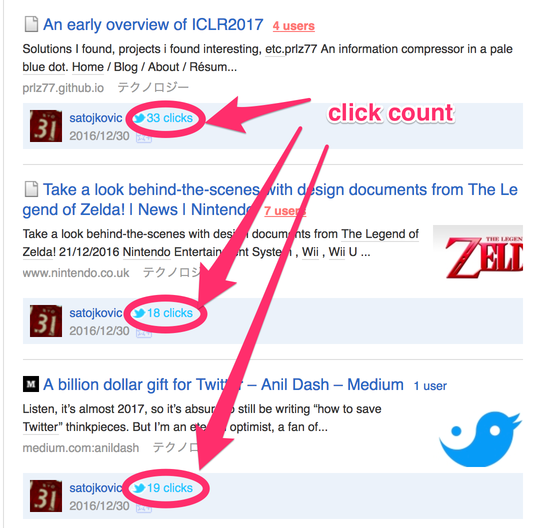 An early overview of ICLR2017 4 users
Solutions I found, projects i found interesting, etc.prlz77 An information compressor in a pale
blue dot. Home / Blog / About / Résum...
prlz77.github.io テクノロジー
satojkovic 33 clicks
2016/12/30
click count
Take a look behind-the-scenes with design documents from The Le
gend of Zelda! | News | Nintendo 7 users
Take a look behind-the-scenes with design documents from The Legend of
Zelda! 21/12/2016 Nintendo Entertainment System , Wii , Wii U ...
www.nintendo.co.uk テクノロジー
THE LEGEN
ZEL
satojkovic 18 clicks
2016/12/30
M A billion dollar gift for Twitter – Anil Dash – Medium 1 user
Listen, it's almost 2017, so it's absurd to still be writing "how to save
Twitter" thinkpieces. But I'm an eternal optimist, a fan of...
medium.com:anildash テクノロジー
satojkovic 19 clicks
2016/12/30